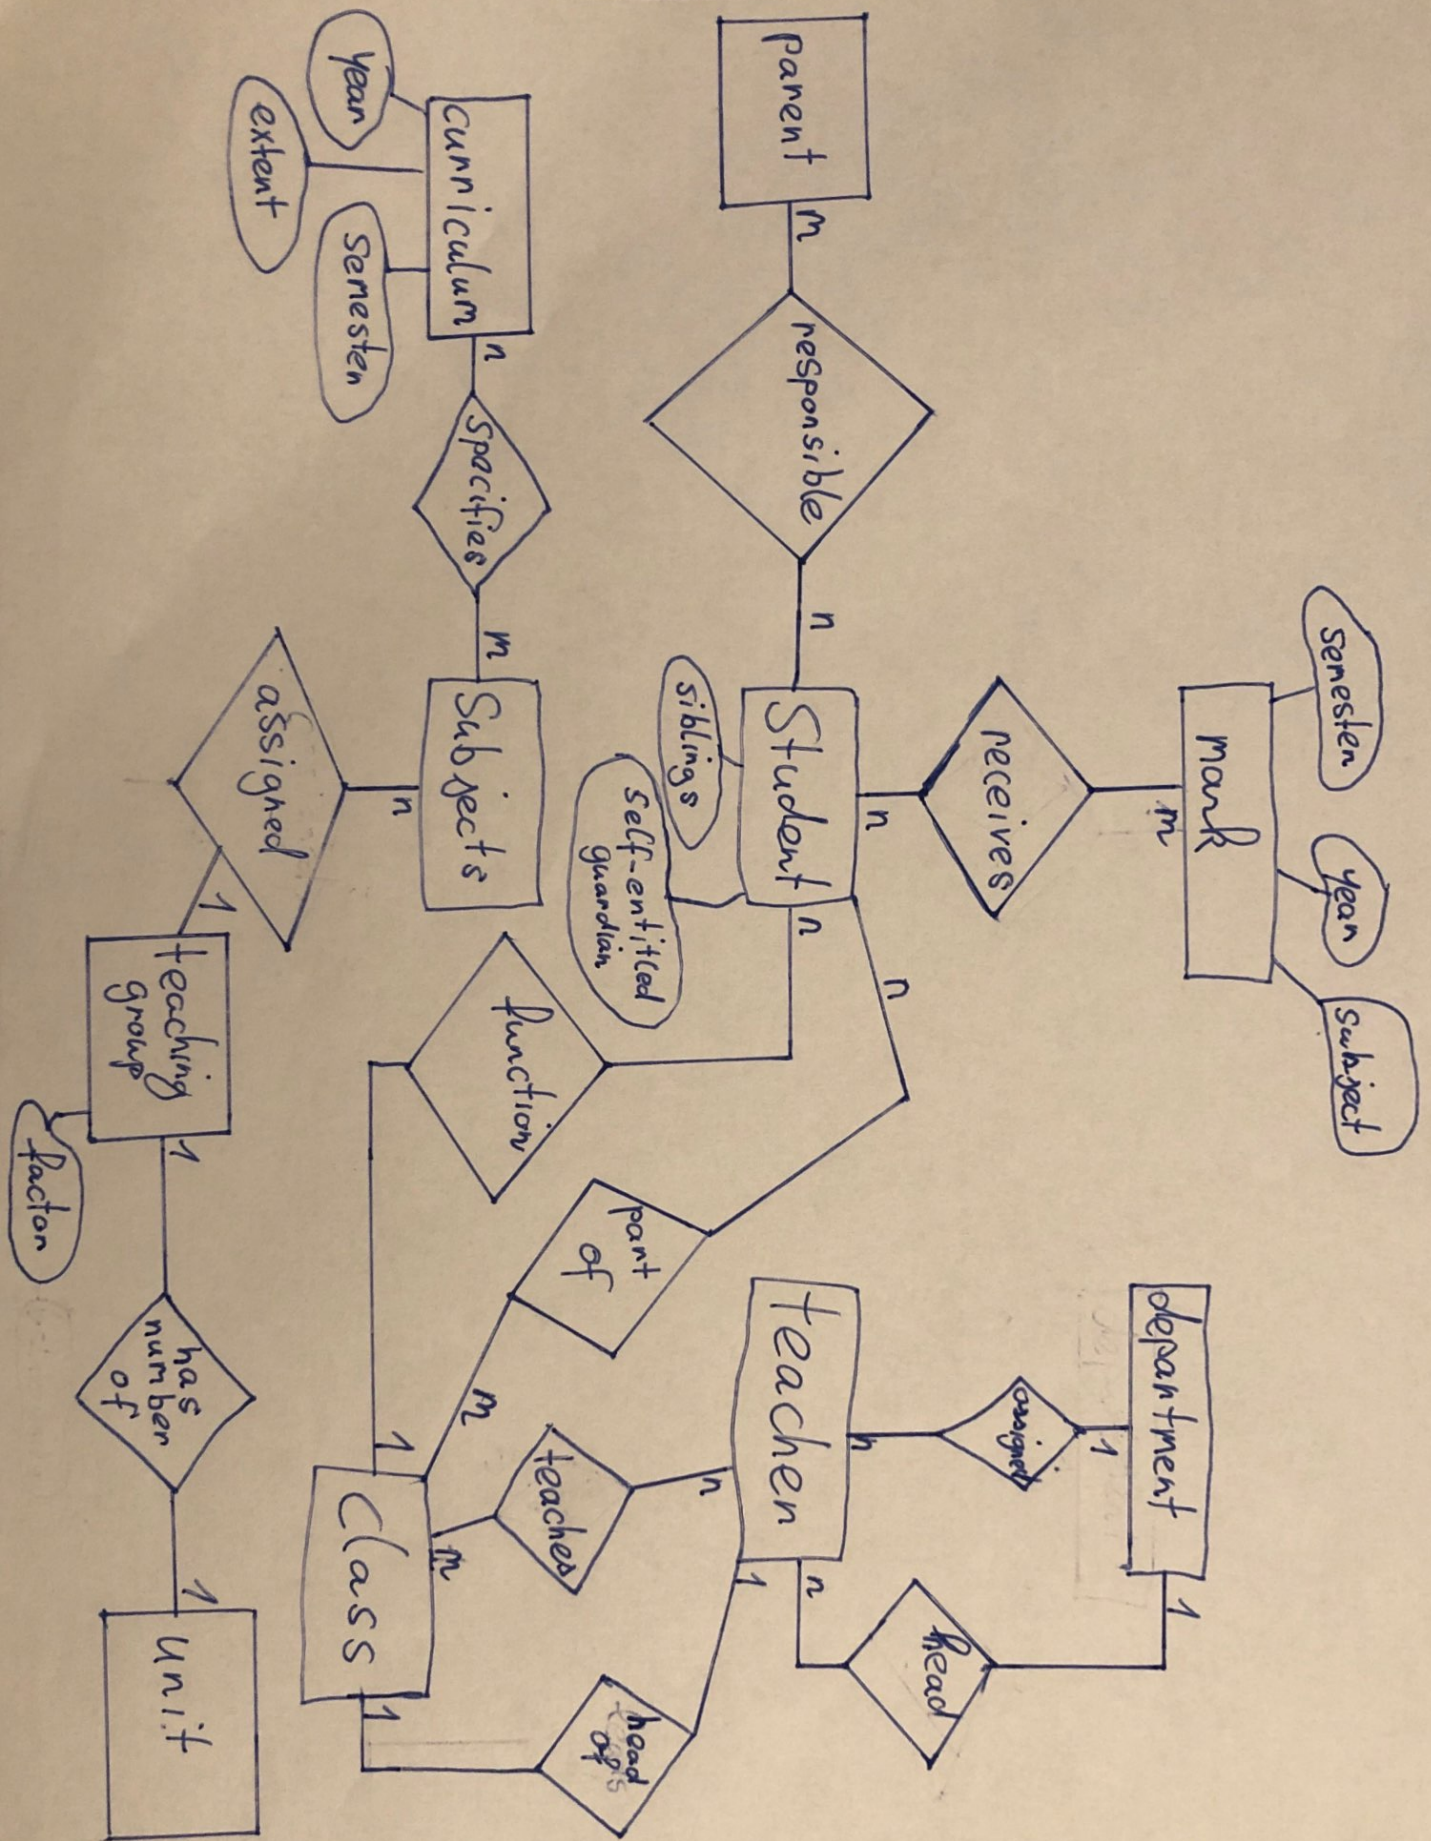 semester
year
subject
mark
department
m
1
1
receives
assigned
head
n
n
n
n
parent
m
responsible
n
Student
n
teacher
1
siblings
self-entitled
guardian
part
of
n
head
of
function
teaches
m
m
curriculum
n
specifies
m
Subjects
1
Class
1
year
semester
extent
n
assigned
1
teaching
group
1
has
number
of
1
unit
factor